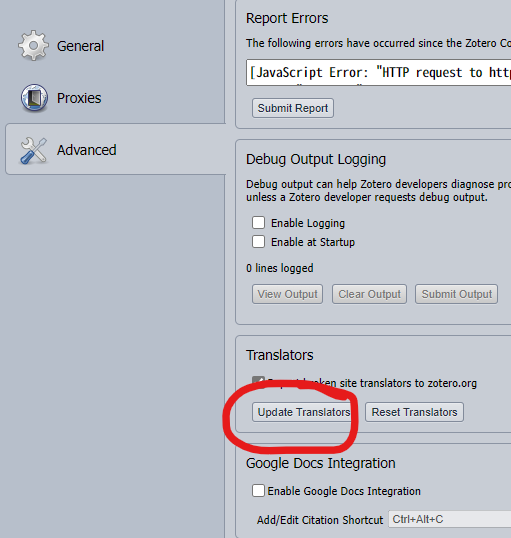 Report Errors
General
The following errors have occurred since the Zotero Co
[JavaScript Error: "HTTP request to http
Proxies
Submit Report
Advanced
Debug Output Logging
Debug output can help Zotero developers diagnose pro
unless a Zotero developer requests debug output.
Enable Logging
Enable at Startup
0 lines logged
View Output Clear Output Submit Output
Translators
site translators to zotero.org
Update Translators Reset Translators
Google Docs Integration
Enable Google Docs Integration
Add/Edit Citation Shortcut Ctrl+Alt+C